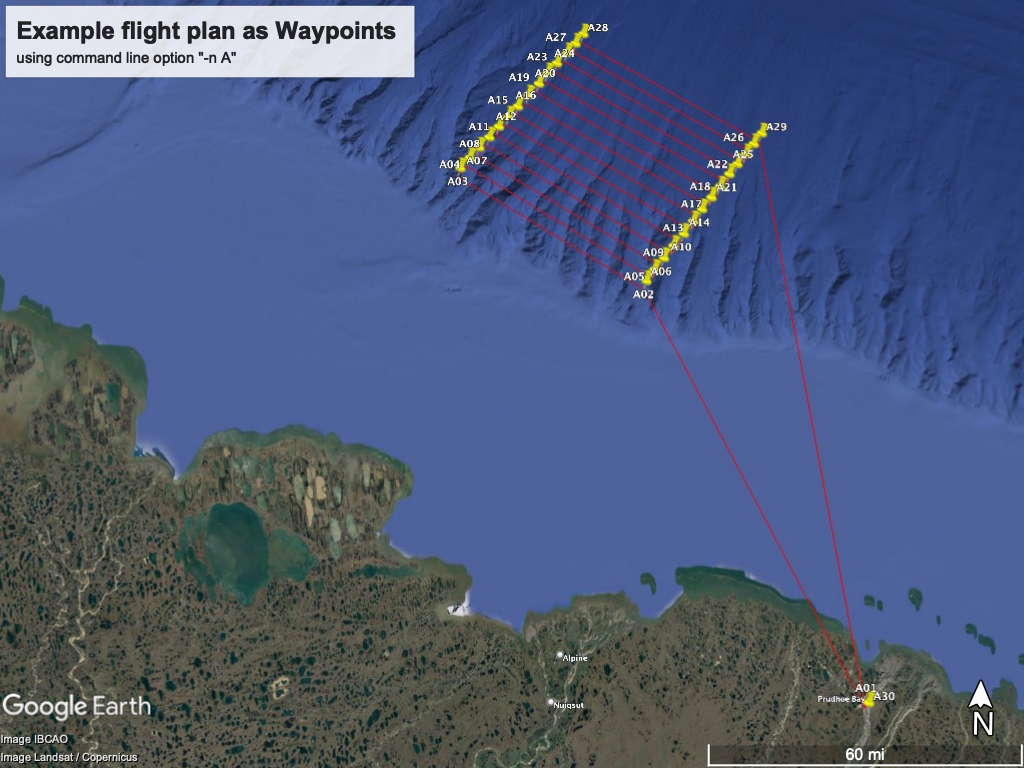 Example flight plan as Waypoints
using command line option "-n A"
A28
A27
A24
A23
A20
A19
A16
A15
A12
A11
A08
A07
A04
A03
A29
A26
A25
A22
A21
A18
A17
A14
A13
A10
A09
A06
A05
A02
Alpine
Nuiqsut
A01
Prudhoe Bay
A30
Google Earth
N
Image IBCAO
Image Landsat / Copernicus
60 mi